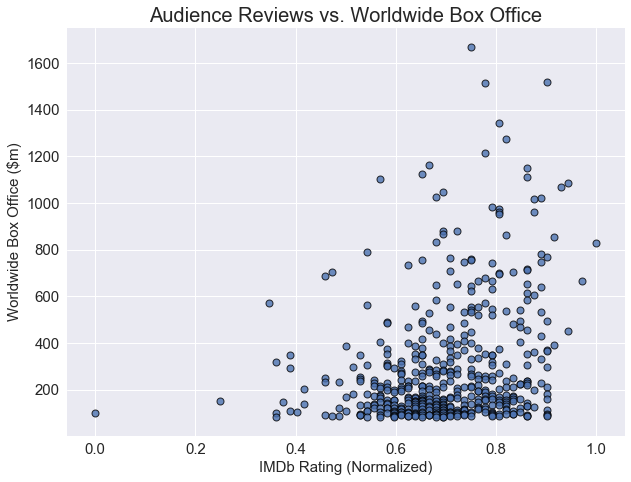 Audience Reviews vs. Worldwide Box Office
Worldwide Box Office ($m)
1600
1400
1200
1000
800
600
400
200
0.0 0.2 0.4 0.6 0.8 1.0
IMDb Rating (Normalized)